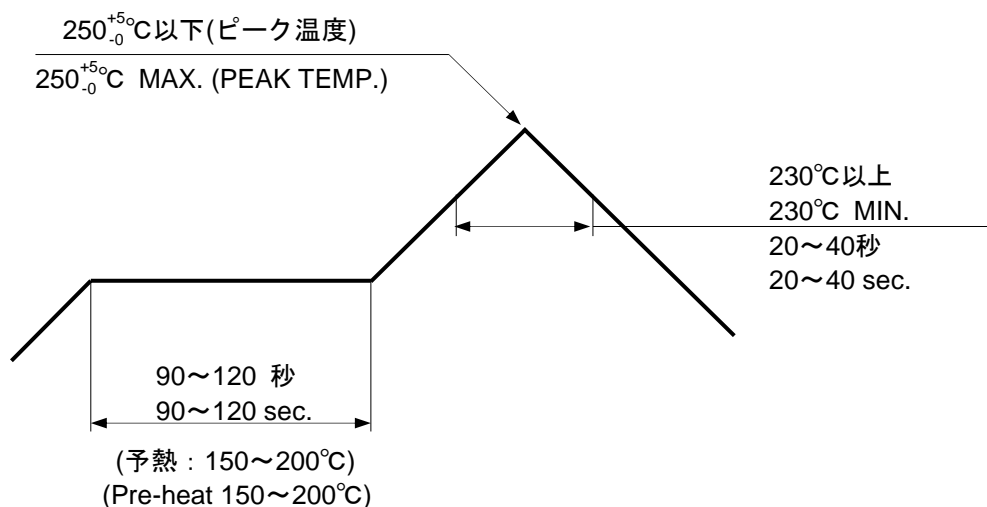 250+5-0℃以下(ピーク温度)
250+5-0℃ MAX. (PEAK TEMP.)
230℃以上
230℃ MIN.
20～40秒
20～40 sec.
90～120 秒
90～120 sec.
(予熱：150～200℃)
(Pre-heat 150～200℃)